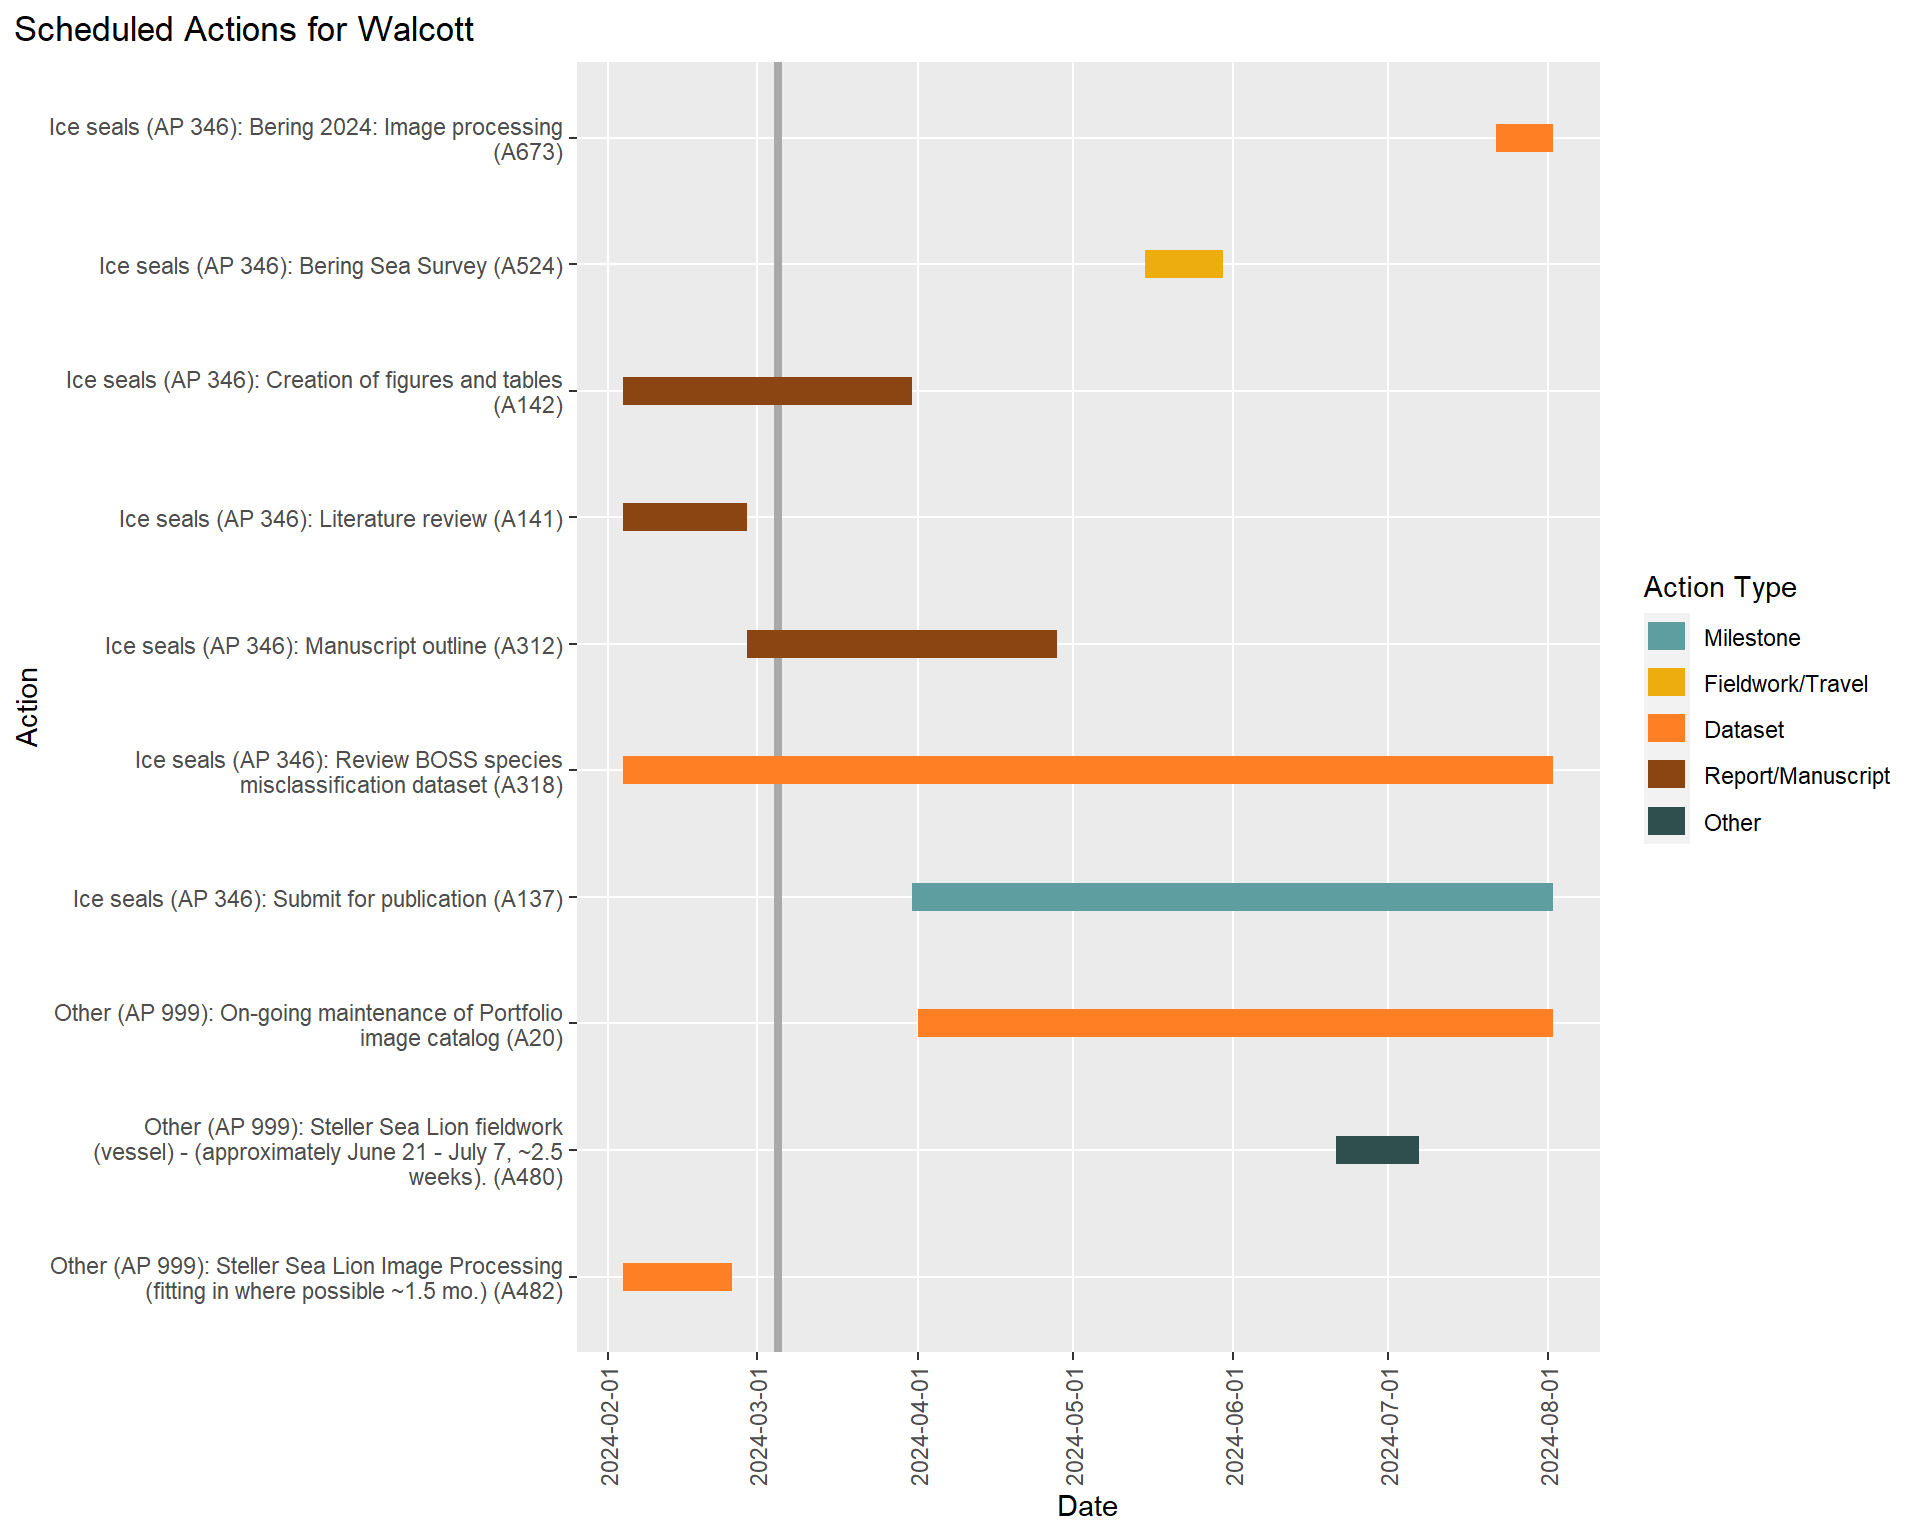 Scheduled Actions for Walcott
Ice seals (AP 346): Bering 2024: Image processing
(A673)
Ice seals (AP 346): Bering Sea Survey (A524)
Ice seals (AP 346): Creation of figures and tables
(A142)
Ice seals (AP 346): Literature review (A141)
Ice seals (AP 346): Manuscript outline (A312)
Ice seals (AP 346): Review BOSS species
misclassification dataset (A318)
Ice seals (AP 346): Submit for publication (A137)
Other (AP 999): On-going maintenance of Portfolio
image catalog (A20)
Other (AP 999): Steller Sea Lion fieldwork
(vessel) - (approximately June 21 - July 7, ~2.5
weeks). (A480)
Other (AP 999): Steller Sea Lion Image Processing
(fitting in where possible ~1.5 mo.) (A482)
Action
2024-02-01
2024-03-01
2024-04-01
2024-05-01
2024-06-01
2024-07-01
2024-08-01
Date
Action Type
Milestone
Fieldwork/Travel
Dataset
Report/Manuscript
Other